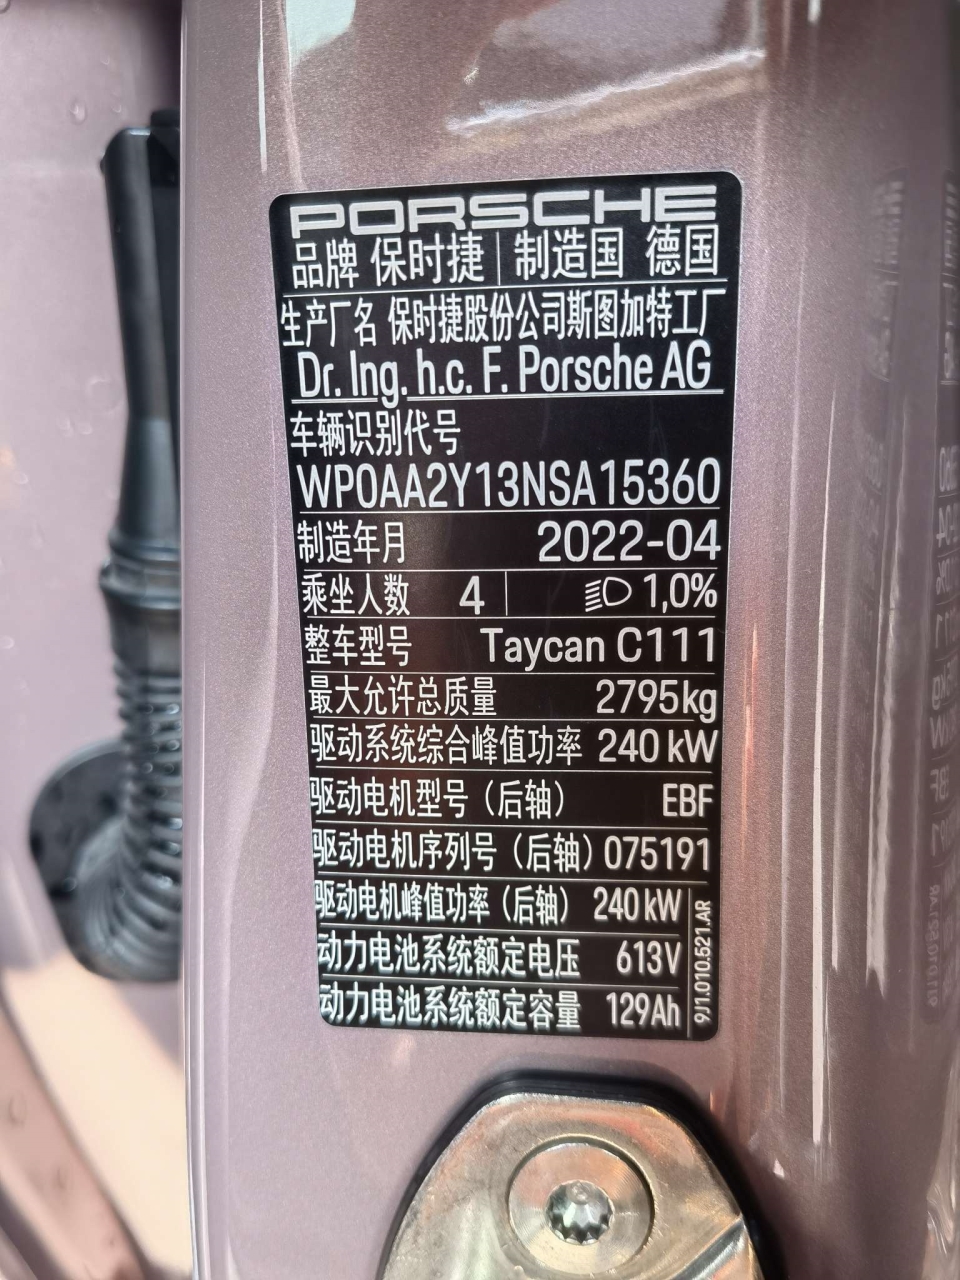 PORSCHE
品牌 保时捷 制造国 德国
生产厂名 保时捷股份公司斯图加特工厂
Dr. Ing. h.c. F. Porsche AG
车辆识别代号
WP0AA2Y13NSA15360
制造年月 2022-04
乘坐人数 4 1,0%
整车型号 Taycan C111
最大允许总质量 2795kg
驱动系统综合峰值功率 240 kW
驱动电机型号（后轴） EBF
驱动电机序列号（后轴） 075191
驱动电机峰值功率（后轴） 240 kW
动力电池系统额定电压 613V
动力电池系统额定容量 129Ah
9J1.010.521.AR